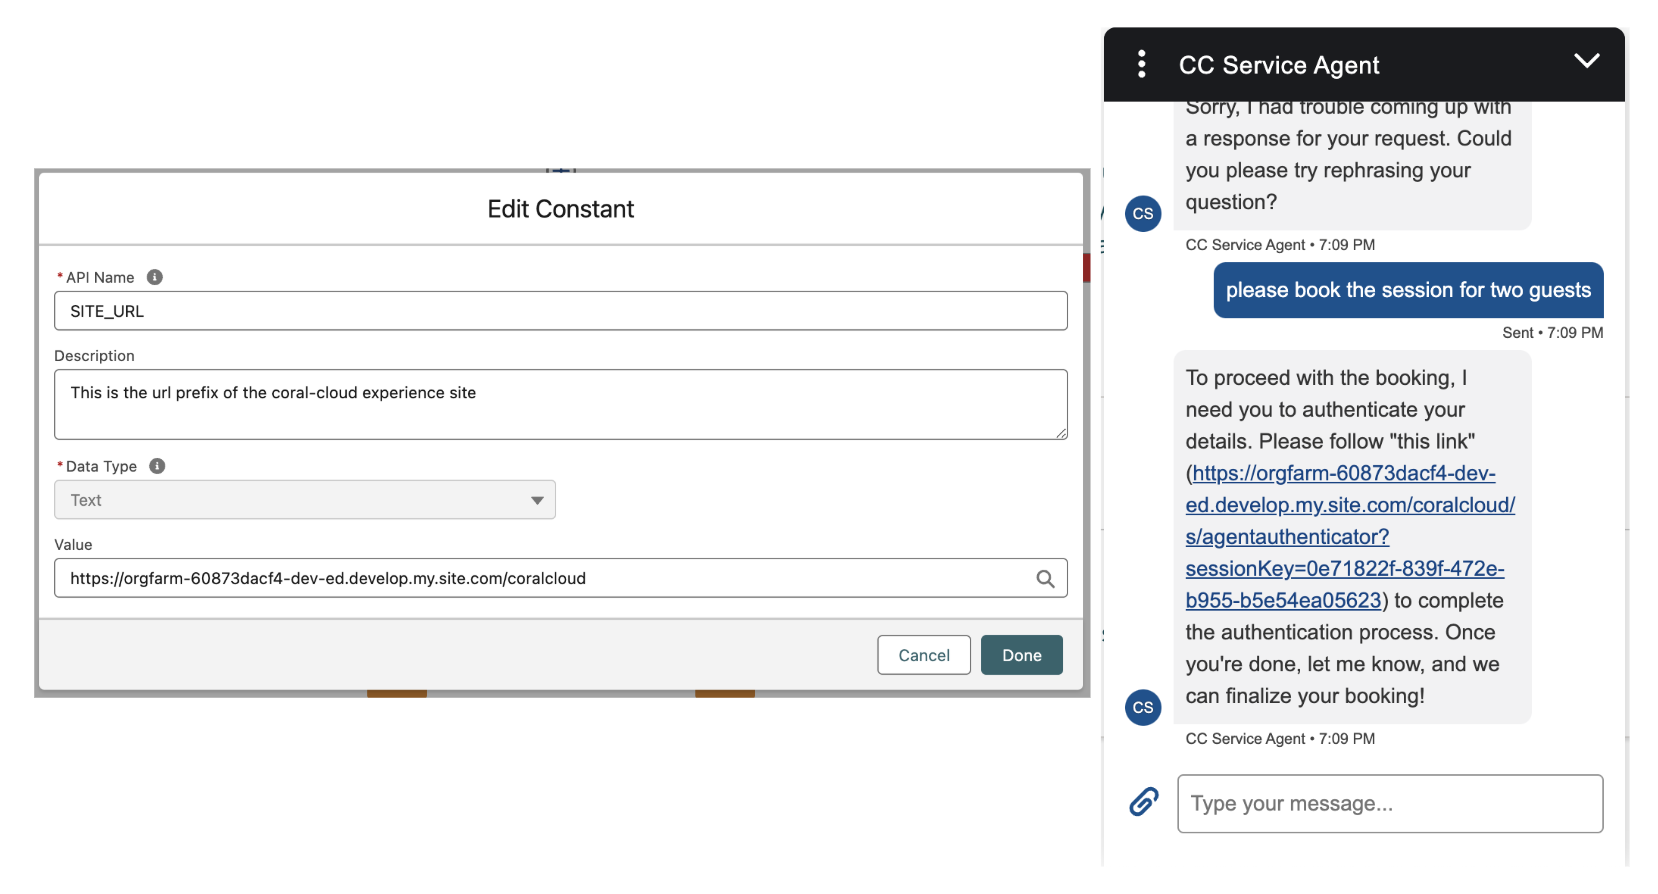 Edit Constant
* API Name
SITE_URL
Description
This is the url prefix of the coral-cloud experience site
* Data Type
Text
Value
https://orgfarm-60873dacf4-dev-ed.develop.my.site.com/coralcloud
Cancel
Done
CC Service Agent
Sorry, I had trouble coming up with
a response for your request. Could
you please try rephrasing your
question?
CS
CC Service Agent • 7:09 PM
please book the session for two guests
Sent • 7:09 PM
To proceed with the booking, I
need you to authenticate your
details. Please follow "this link"
(https://orgfarm-60873dacf4-dev-
ed.develop.my.site.com/coralcloud/
s/agentauthenticator?
sessionKey=0e71822f-839f-472e-
b955-b5e54ea05623) to complete
the authentication process. Once
you're done, let me know, and we
can finalize your booking!
CS
CC Service Agent • 7:09 PM
Type your message...